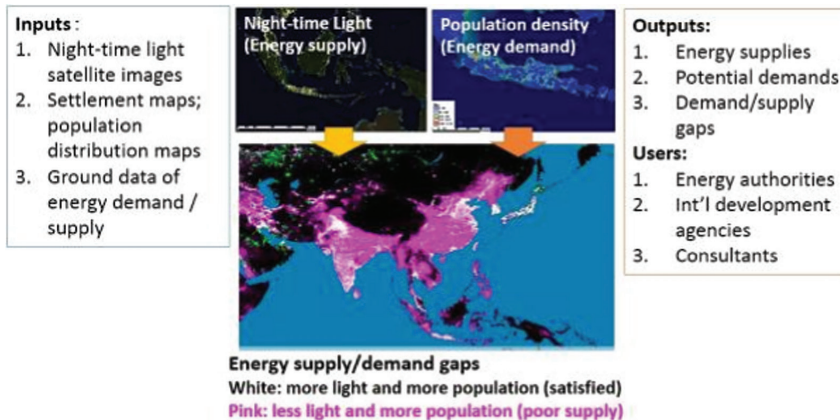 Inputs：
1. Night-time light
satellite images
2. Settlement maps;
population
distribution maps
3. Ground data of
energy demand /
supply
Night-time Light
(Energy supply)
Population density
(Energy demand)
Outputs:
1. Energy supplies
2. Potential demands
3. Demand/supply
gaps
Users:
1. Energy authorities
2. Int'l development
agencies
3. Consultants
Energy supply/demand gaps
White: more light and more population (satisfied)
Pink: less light and more population (poor supply)